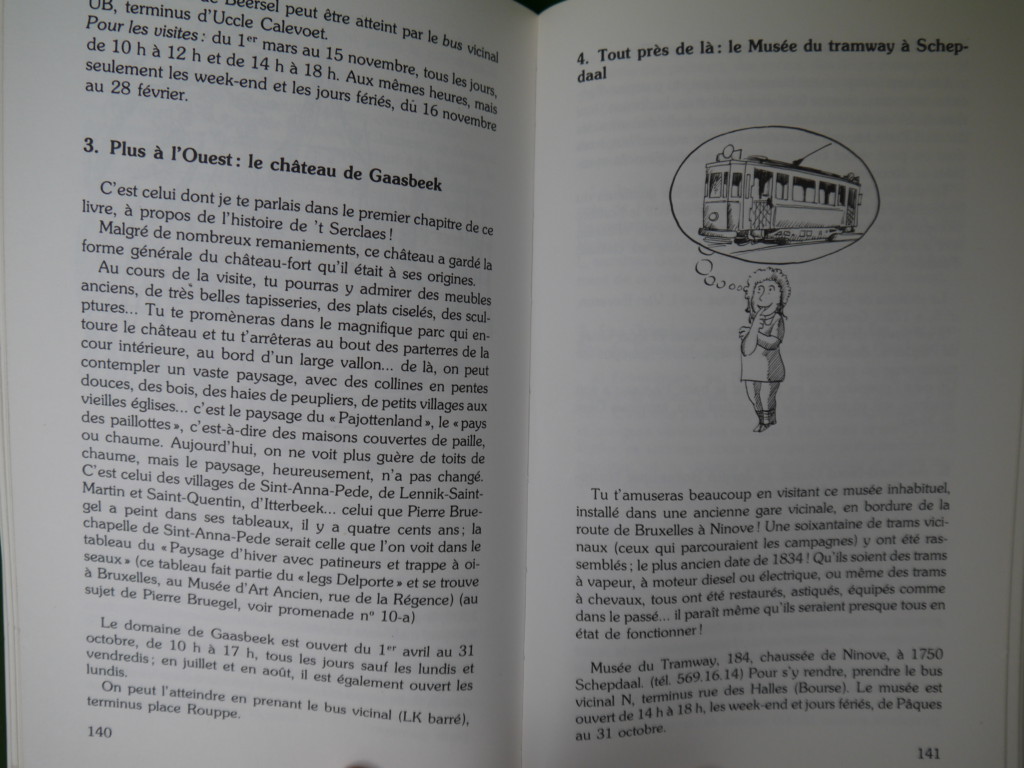 de Beersel peut être atteint par le bus vicinal
UB, terminus d'Uccle Calevoet.
Pour les visites : du 1er mars au 15 novembre, tous les jours,
de 10 h à 12 h et de 14 h à 18 h. Aux mêmes heures, mais
seulement les week-end et les jours fériés, du 16 novembre
au 28 février.
3. Plus à l'Ouest : le château de Gaasbeek
C'est celui dont je te parlais dans le premier chapitre de ce
livre, à propos de l'histoire de 't Serclaes !
Malgré de nombreux remaniements, ce château a gardé la
forme générale du château-fort qu'il était à ses origines.
Au cours de la visite, tu pourras y admirer des meubles
anciens, de très belles tapisseries, des plats ciselés, des scul-
ptures... Tu te promèneras dans le magnifique parc qui en-
toure le château et tu t'arrêteras au bout des parterres de la
cour intérieure, au bord d'un large vallon... de là, on peut
contempler un vaste paysage, avec des collines en pentes
douces, des bois, des haies de peupliers, de petits villages aux
vieilles églises... c'est le paysage du « Pajottenland », le « pays
des paillottes », c'est-à-dire des maisons couvertes de paille,
ou chaume. Aujourd'hui, on ne voit plus guère de toits de
chaume, mais le paysage, heureusement, n'a pas changé.
C'est celui des villages de Sint-Anna-Pede, de Lennik-Saint-
Martin et Saint-Quentin, d'Itterbeek... celui que Pierre Brue-
gel a peint dans ses tableaux, il y a quatre cents ans ; la
chapelle de Sint-Anna-Pede serait celle que l'on voit dans le
tableau du « Paysage d'hiver avec patineurs et trappe à oi-
seaux » (ce tableau fait partie du « legs Delporte » et se trouve
à Bruxelles, au Musée d'Art Ancien, rue de la Régence) (au
sujet de Pierre Bruegel, voir promenade n° 10-a)
Le domaine de Gaasbeek est ouvert du 1er avril au 31
octobre, de 10 h à 17 h, tous les jours sauf les lundis et
vendredis ; en juillet et en août, il est également ouvert les
lundis.
On peut l'atteindre en prenant le bus vicinal (LK barré),
terminus place Rouppe.
140
4. Tout près de là : le Musée du tramway à Schep-
daal
Tu t'amuseras beaucoup en visitant ce musée inhabituel,
installé dans une ancienne gare vicinale, en bordure de la
route de Bruxelles à Ninove ! Une soixantaine de trams vici-
naux (ceux qui parcouraient les campagnes) y ont été ras-
semblés ; le plus ancien date de 1834 ! Qu'ils soient des trams
à vapeur, à moteur diesel ou électrique, ou même des trams
à chevaux, tous ont été restaurés, astiqués, équipés comme
dans le passé... il paraît même qu'ils seraient presque tous en
état de fonctionner !
Musée du Tramway, 184, chaussée de Ninove, à 1750
Schepdaal. (tél. 569.16.14) Pour s'y rendre, prendre le bus
vicinal N, terminus rue des Halles (Bourse). Le musée est
ouvert de 14 h à 18 h, les week-end et jours fériés, de Pâques
au 31 octobre.
141